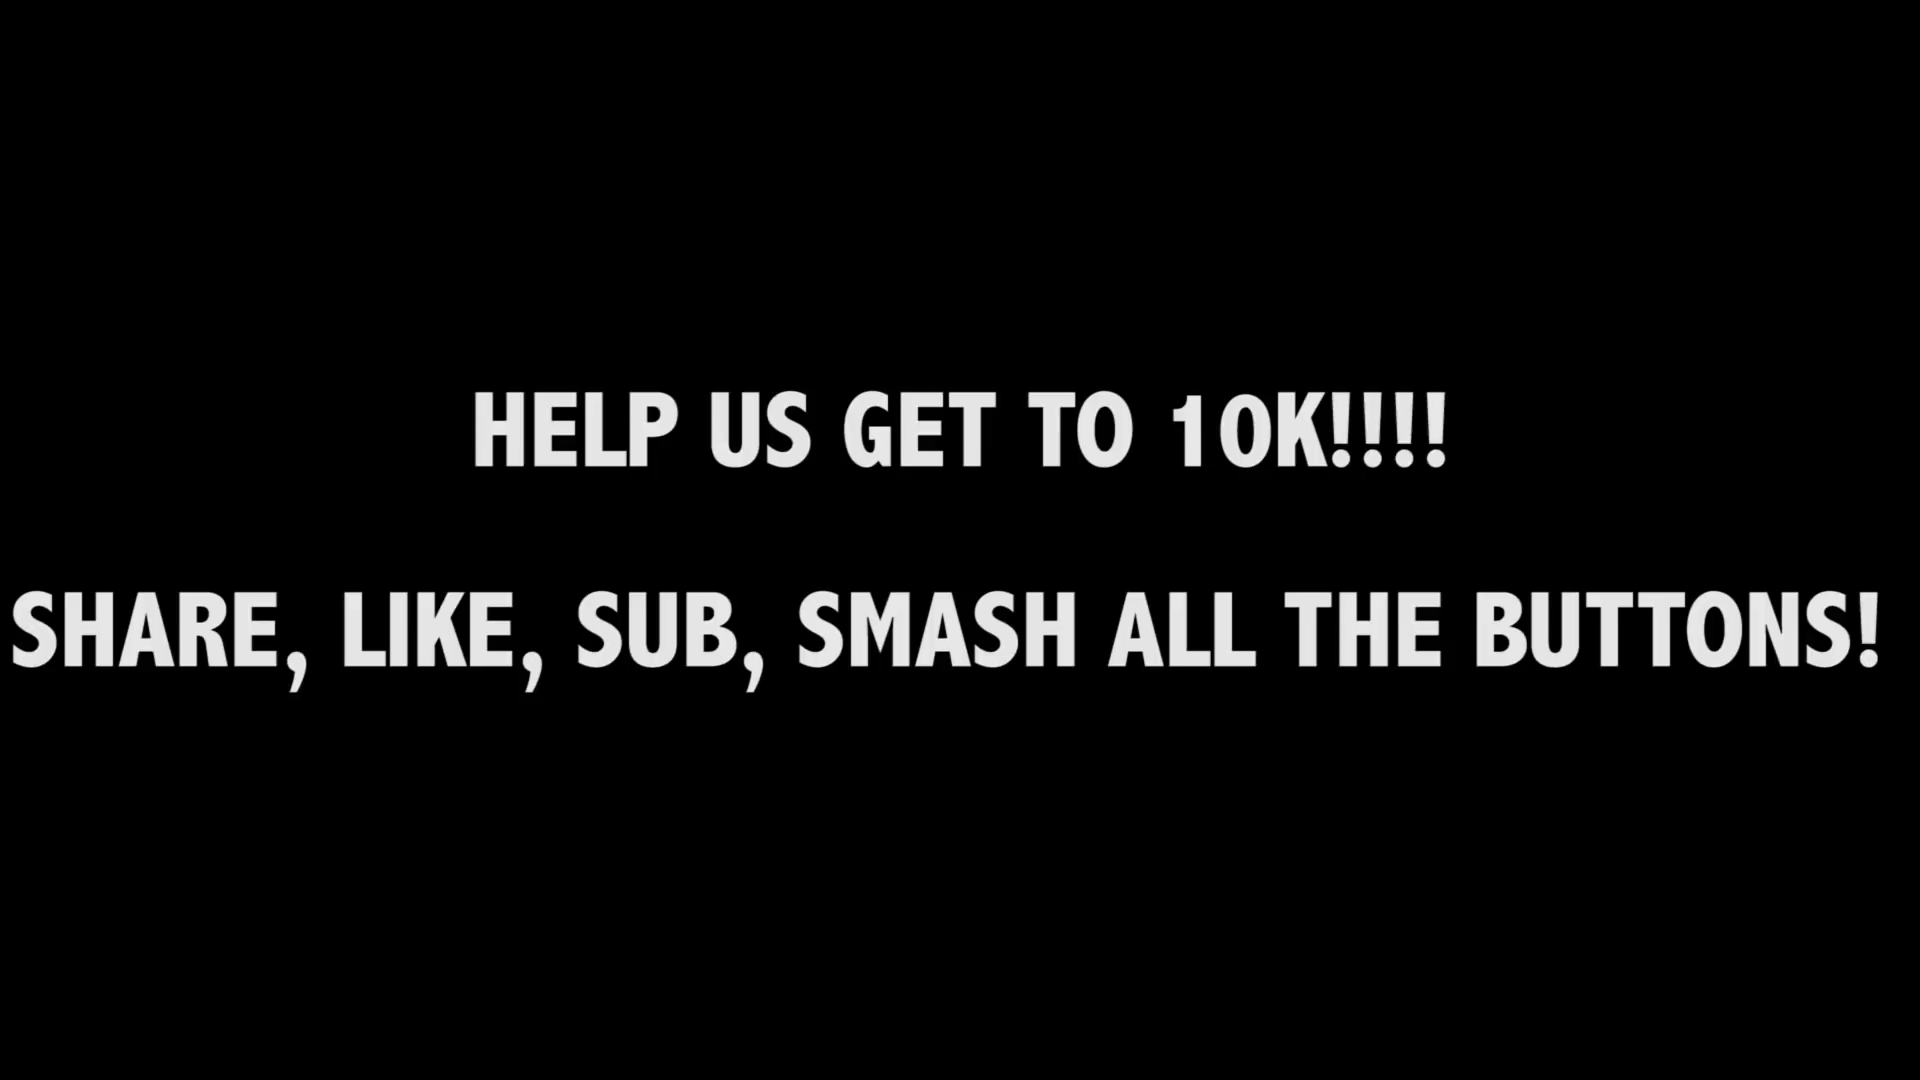 HELP US GET TO 10K!!!!
SHARE, LIKE, SUB, SMASH ALL THE BUTTONS!